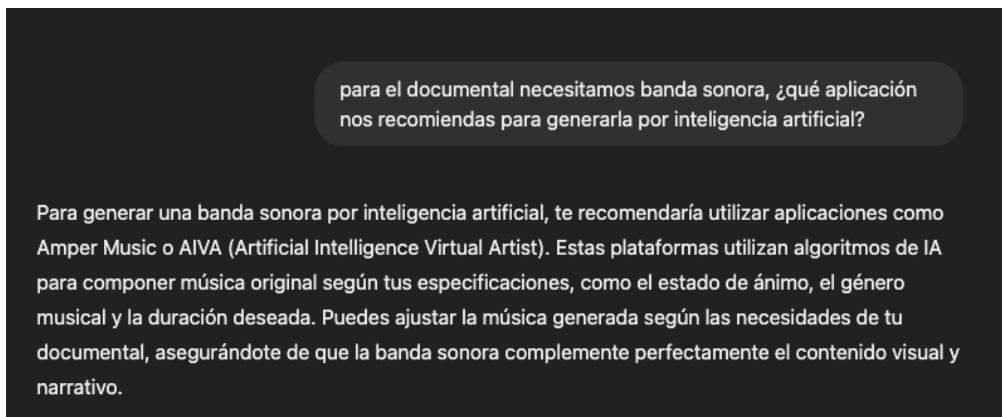 para el documental necesitamos banda sonora, ¿qué aplicación
nos recomiendas para generarla por inteligencia artificial?
Para generar una banda sonora por inteligencia artificial, te recomendaría utilizar aplicaciones como
Amper Music o AIVA (Artificial Intelligence Virtual Artist). Estas plataformas utilizan algoritmos de IA
para componer música original según tus especificaciones, como el estado de ánimo, el género
musical y la duración deseada. Puedes ajustar la música generada según las necesidades de tu
documental, asegurándote de que la banda sonora complemente perfectamente el contenido visual y
narrativo.